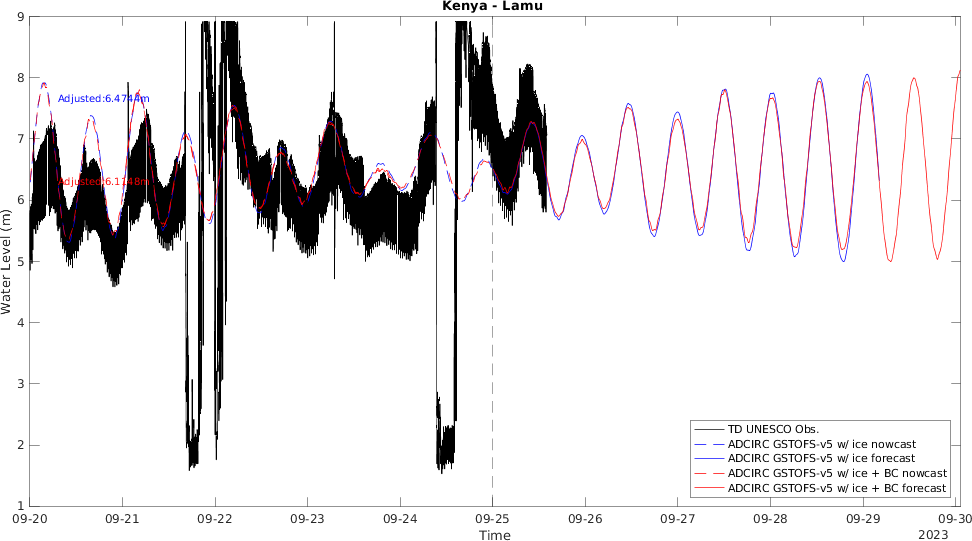 Kenya - Lamu
9
8
7
6
5
4
3
2
1
Water Level (m)
Adjusted:6.4744m
Adjusted:6.1148m
TD UNESCO Obs.
ADCIRC GSTOFS-v5 w/ ice nowcast
ADCIRC GSTOFS-v5 w/ ice forecast
ADCIRC GSTOFS-v5 w/ ice + BC nowcast
ADCIRC GSTOFS-v5 w/ ice + BC forecast
09-20 09-21 09-22 09-23 09-24 09-25 09-26 09-27 09-28 09-29 09-30
Time
2023